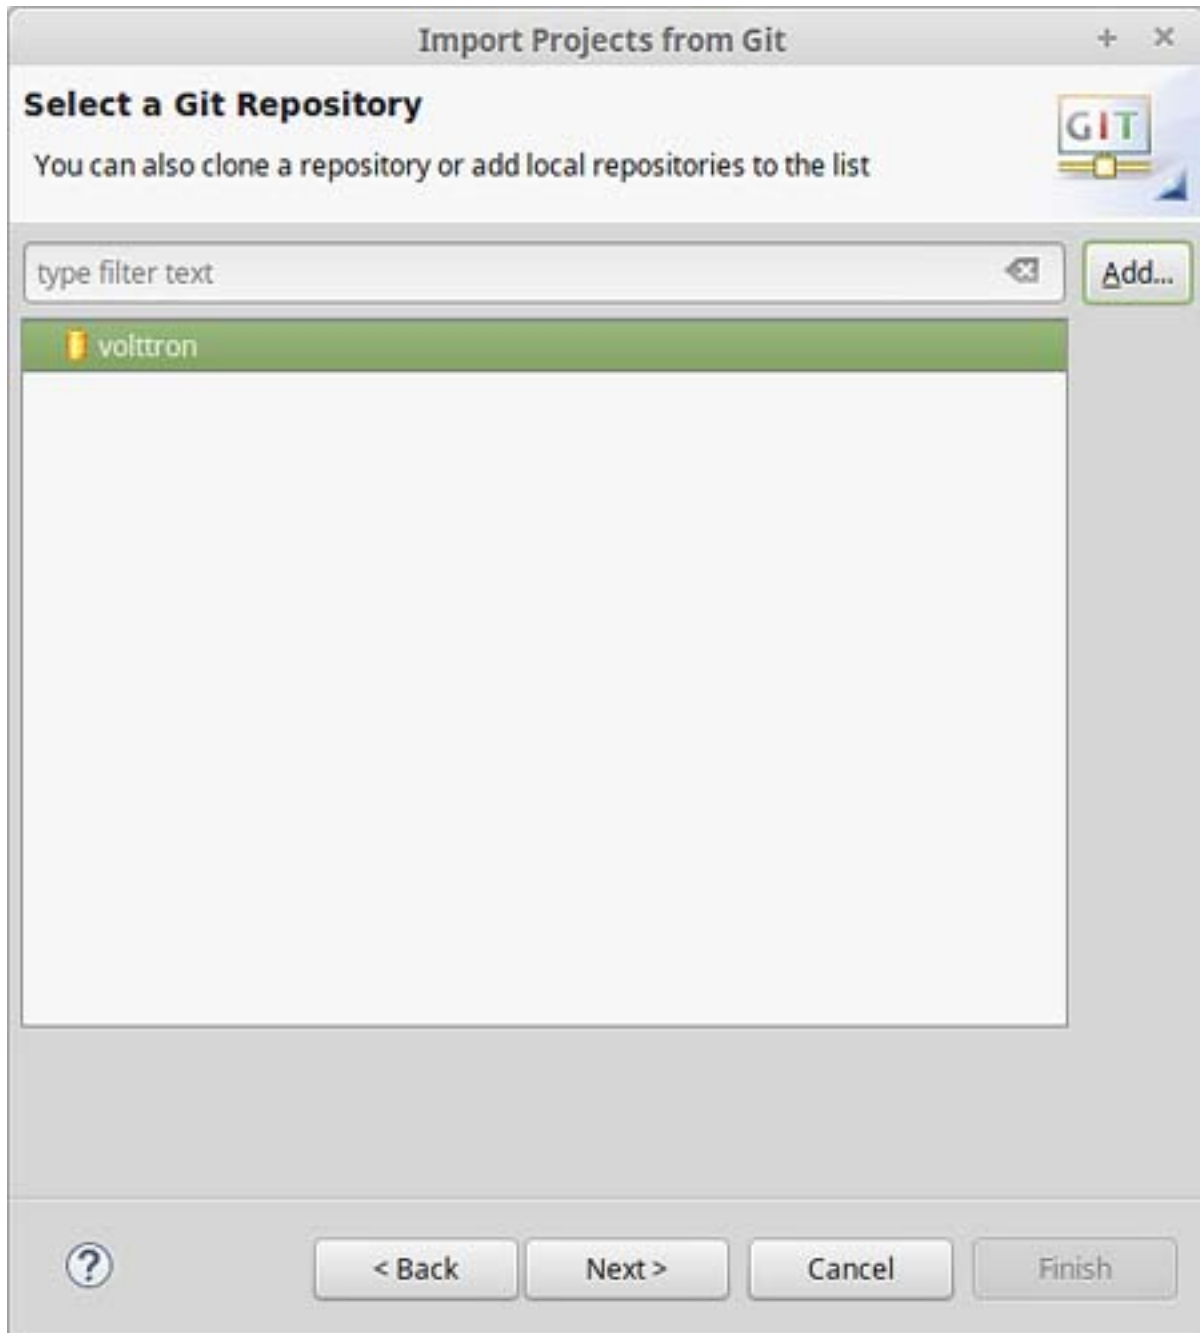 Import Projects from Git
Select a Git Repository
You can also clone a repository or add local repositories to the list
GIT
type filter text
Add...
volttron
?
< Back
Next >
Cancel
Finish